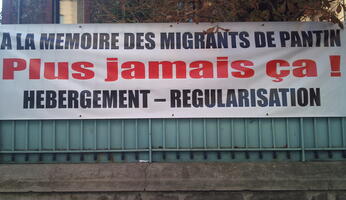 A LA MEMOIRE DES MIGRANTS DE PANTIN
Plus jamais ça !
HEBERGEMENT – REGULARISATION